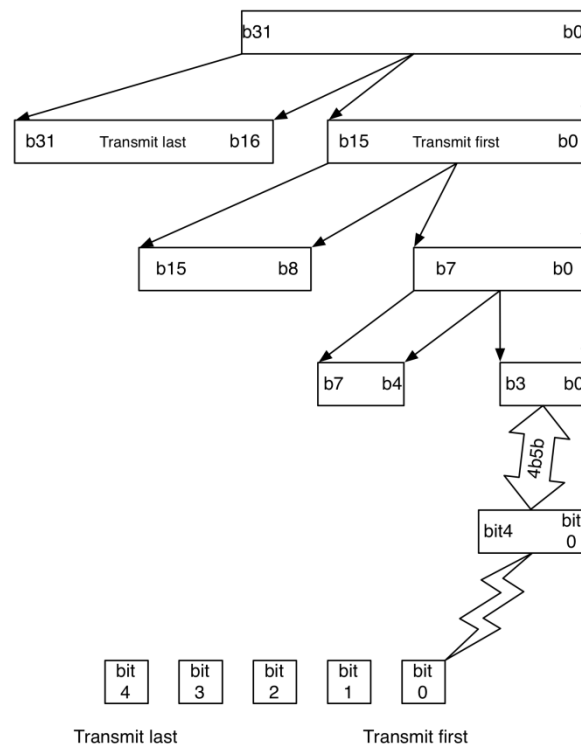 b31 b0
b31 Transmit last b16 b15 Transmit first b0
b15 b8 b7 b0
b7 b4 b3 b0
4b5b
bit4 bit
0
bit bit bit bit bit
4 3 2 1 0
Transmit last Transmit first